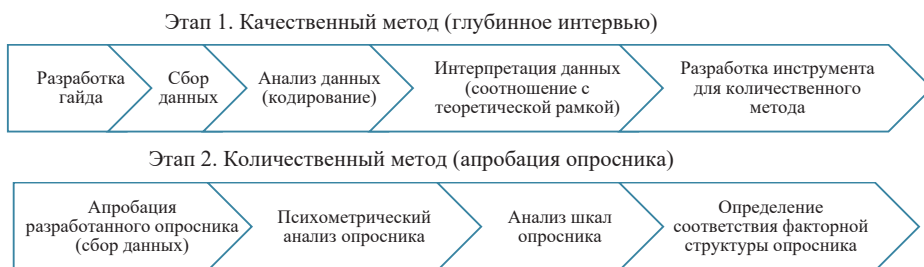 Этап 1. Качественный метод (глубинное интервью)
Разработка
гайда
Сбор
данных
Анализ данных
(кодирование)
Интерпретация данных
(соотношение с
теоретической рамкой)
Разработка инструмента
для количественного
метода
Этап 2. Количественный метод (апробация опросника)
Апробация
разработанного опросника
(сбор данных)
Психометрический
анализ опросника
Анализ шкал
опросника
Определение
соответствия факторной
структуры опросника